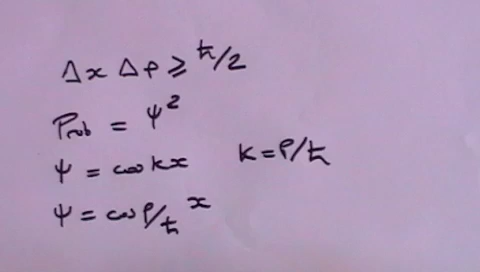 Δx Δp ≥ ħ/2
Prob = ψ²
ψ = cos kx   k = p/ħ
ψ = cos p/ħ x